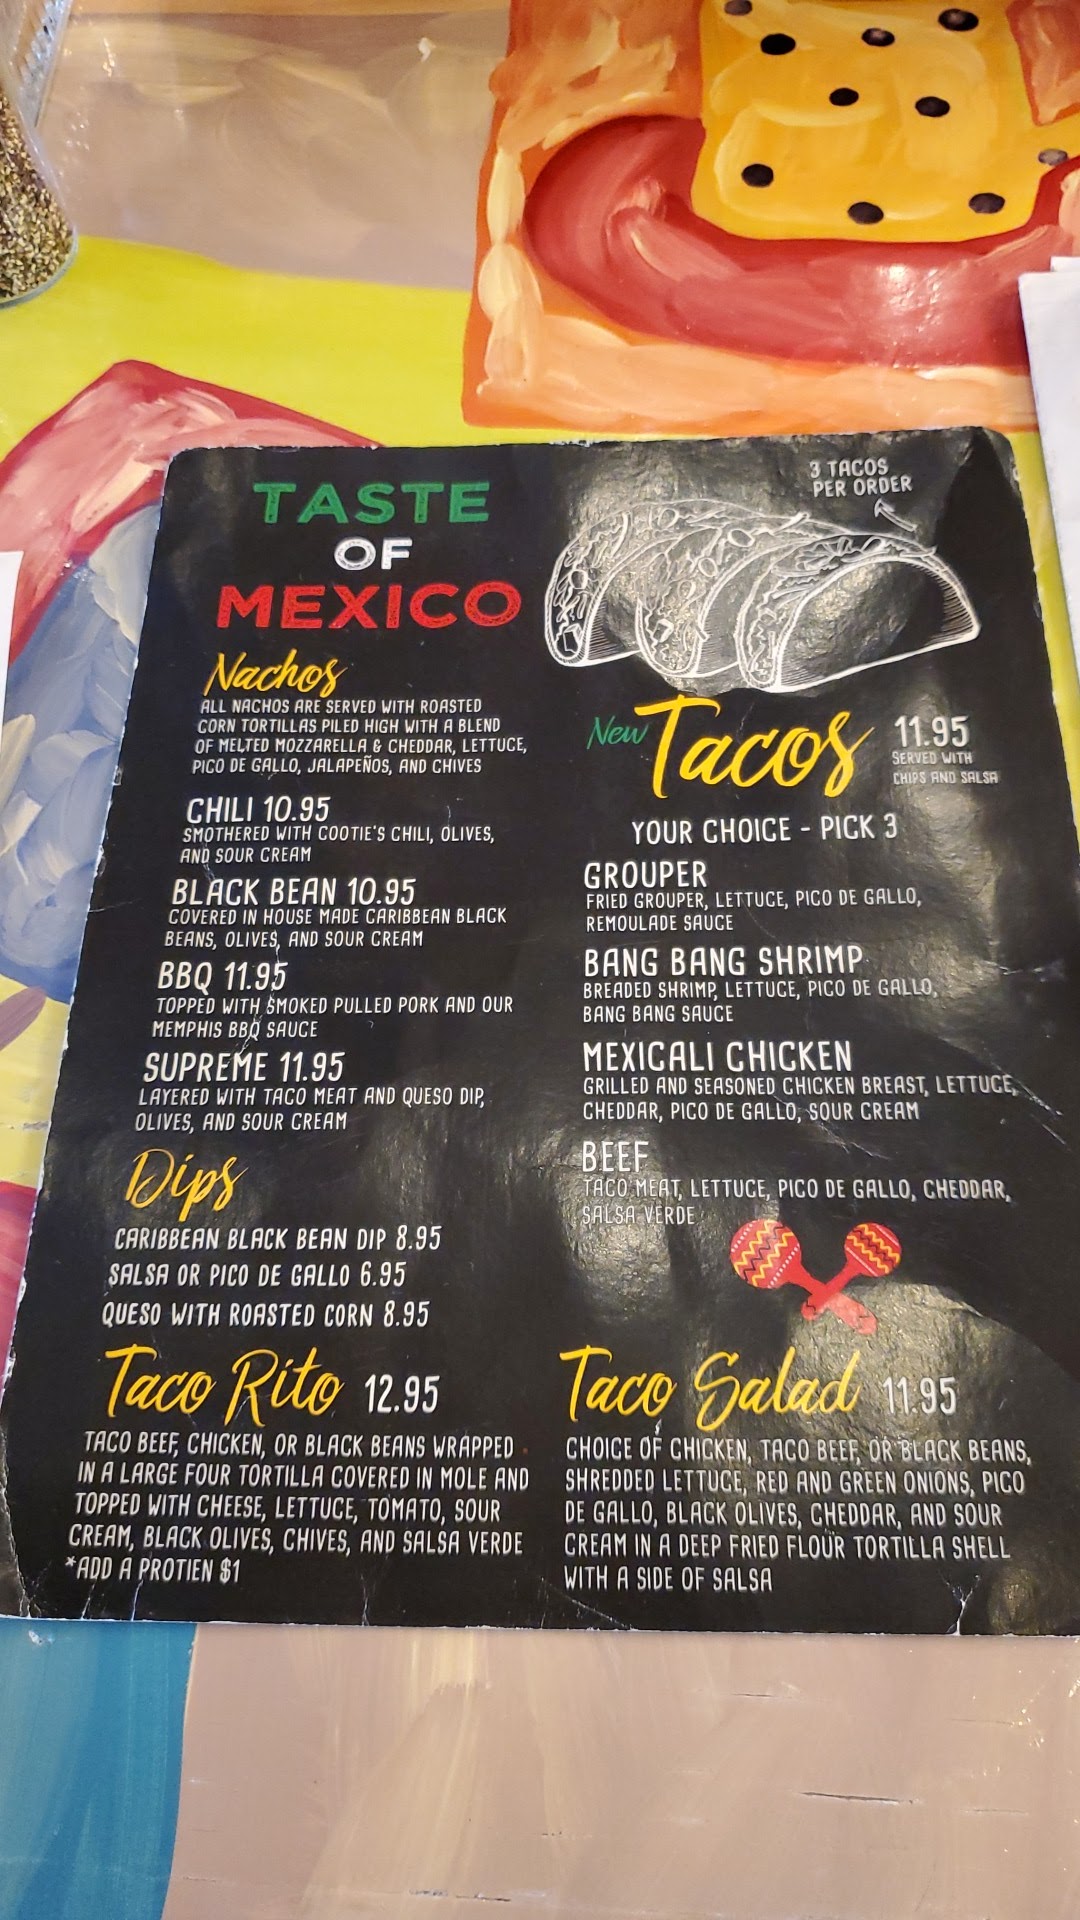 TASTE
OF
MEXICO
Nachos
ALL NACHOS ARE SERVED WITH ROASTED
CORN TORTILLAS PILED HIGH WITH A BLEND
OF MELTED MOZZARELLA & CHEDDAR, LETTUCE,
PICO DE GALLO, JALAPEÑOS, AND CHIVES
CHILI 10.95
SMOTHERED WITH COOTIE'S CHILI, OLIVES,
AND SOUR CREAM
BLACK BEAN 10.95
COVERED IN HOUSE MADE CARIBBEAN BLACK
BEANS, OLIVES, AND SOUR CREAM
BBQ 11.95
TOPPED WITH SMOKED PULLED PORK AND OUR
MEMPHIS BBQ SAUCE
SUPREME 11.95
LAYERED WITH TACO MEAT AND QUESO DIP,
OLIVES, AND SOUR CREAM
Dips
CARIBBEAN BLACK BEAN DIP 8.95
SALSA OR PICO DE GALLO 6.95
QUESO WITH ROASTED CORN 8.95
Taco Rito 12.95
TACO BEEF, CHICKEN, OR BLACK BEANS WRAPPED
IN A LARGE FOUR TORTILLA COVERED IN MOLE AND
TOPPED WITH CHEESE, LETTUCE, TOMATO, SOUR
CREAM, BLACK OLIVES, CHIVES, AND SALSA VERDE
*ADD A PROTIEN $1
3 TACOS
PER ORDER
New Tacos 11.95
SERVED WITH
CHIPS AND SALSA
YOUR CHOICE - PICK 3
GROUPER
FRIED GROUPER, LETTUCE, PICO DE GALLO,
REMOULADE SAUCE
BANG BANG SHRIMP
BREADED SHRIMP, LETTUCE, PICO DE GALLO,
BANG BANG SAUCE
MEXICALI CHICKEN
GRILLED AND SEASONED CHICKEN BREAST, LETTUCE,
CHEDDAR, PICO DE GALLO, SOUR CREAM
BEEF
TACO MEAT, LETTUCE, PICO DE GALLO, CHEDDAR,
SALSA VERDE
Taco Salad 11.95
CHOICE OF CHICKEN, TACO BEEF, OR BLACK BEANS,
SHREDDED LETTUCE, RED AND GREEN ONIONS, PICO
DE GALLO, BLACK OLIVES, CHEDDAR, AND SOUR
CREAM IN A DEEP FRIED FLOUR TORTILLA SHELL
WITH A SIDE OF SALSA